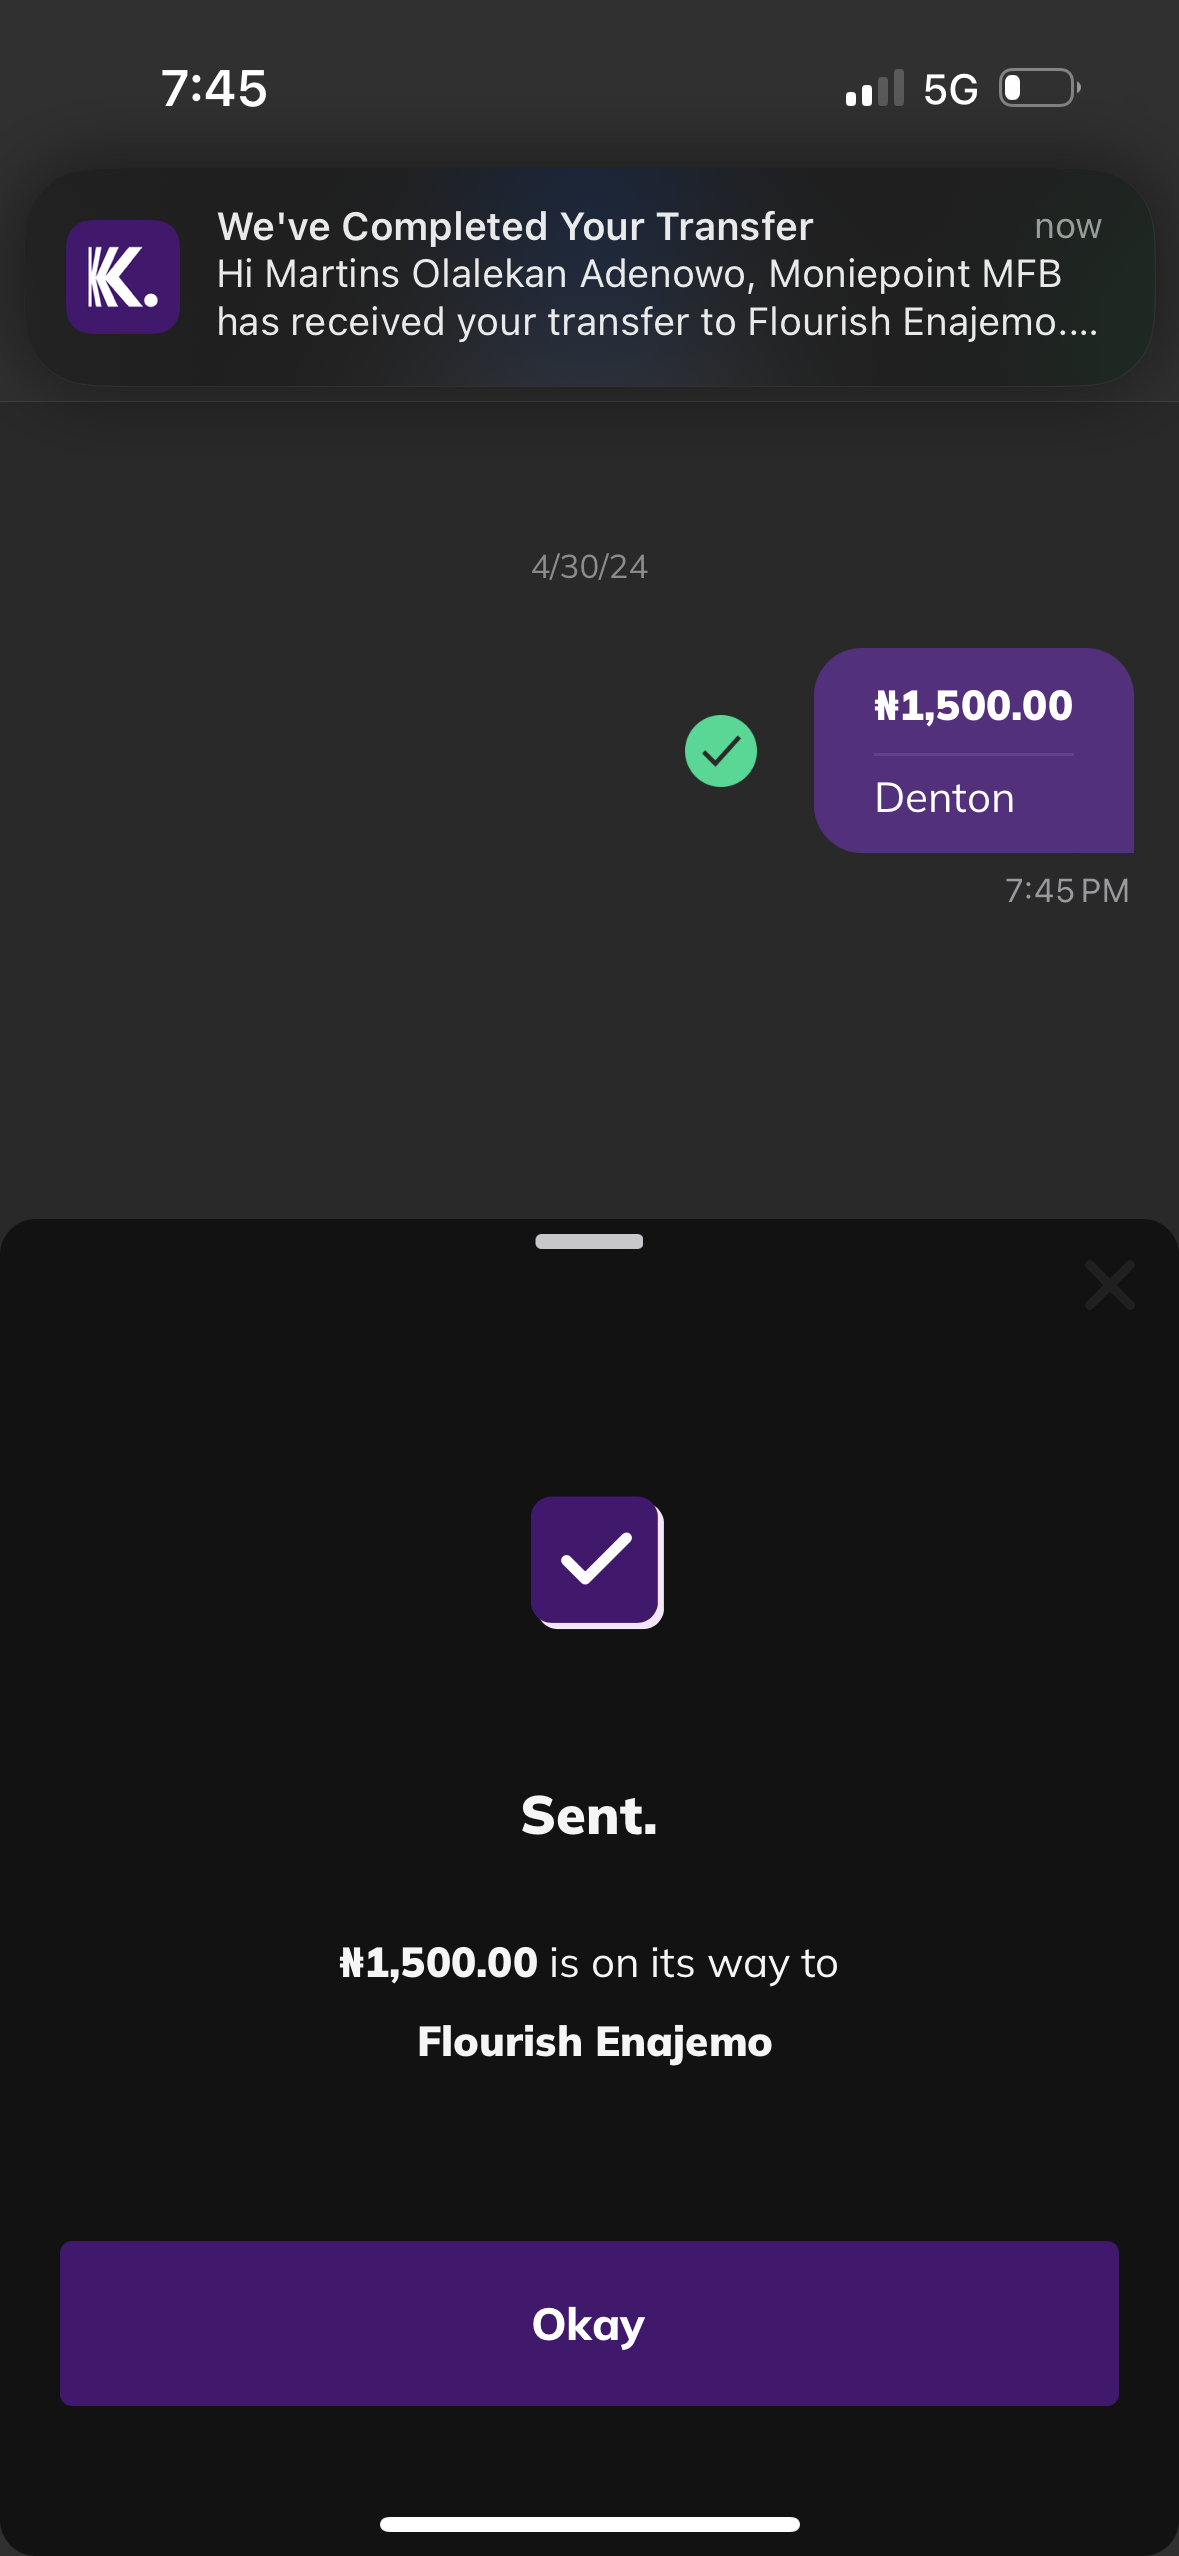 7:45
5G
We've Completed Your Transfer
now
Hi Martins Olalekan Adenowo, Moniepoint MFB
has received your transfer to Flourish Enajemo....
K.
4/30/24
₦1,500.00
Denton
7:45 PM
Sent.
₦1,500.00 is on its way to
Flourish Enajemo
Okay